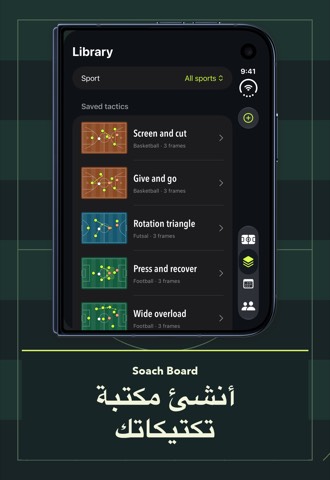 Library
9:41
Sport
All sports
Saved tactics
Screen and cut
Basketball · 3 frames
Give and go
Basketball · 3 frames
Rotation triangle
Futsal · 3 frames
Press and recover
Football · 3 frames
Wide overload
Football · 3 frames
Soach Board
أنشئ مكتبة
تكتيكاتك